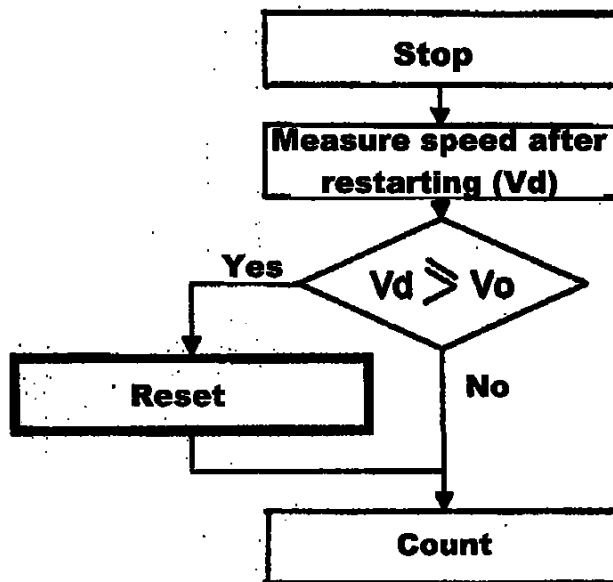 Stop
Measure speed after
restarting (Vd)
Yes
Vd ⩾ Vo
No
Reset
Count